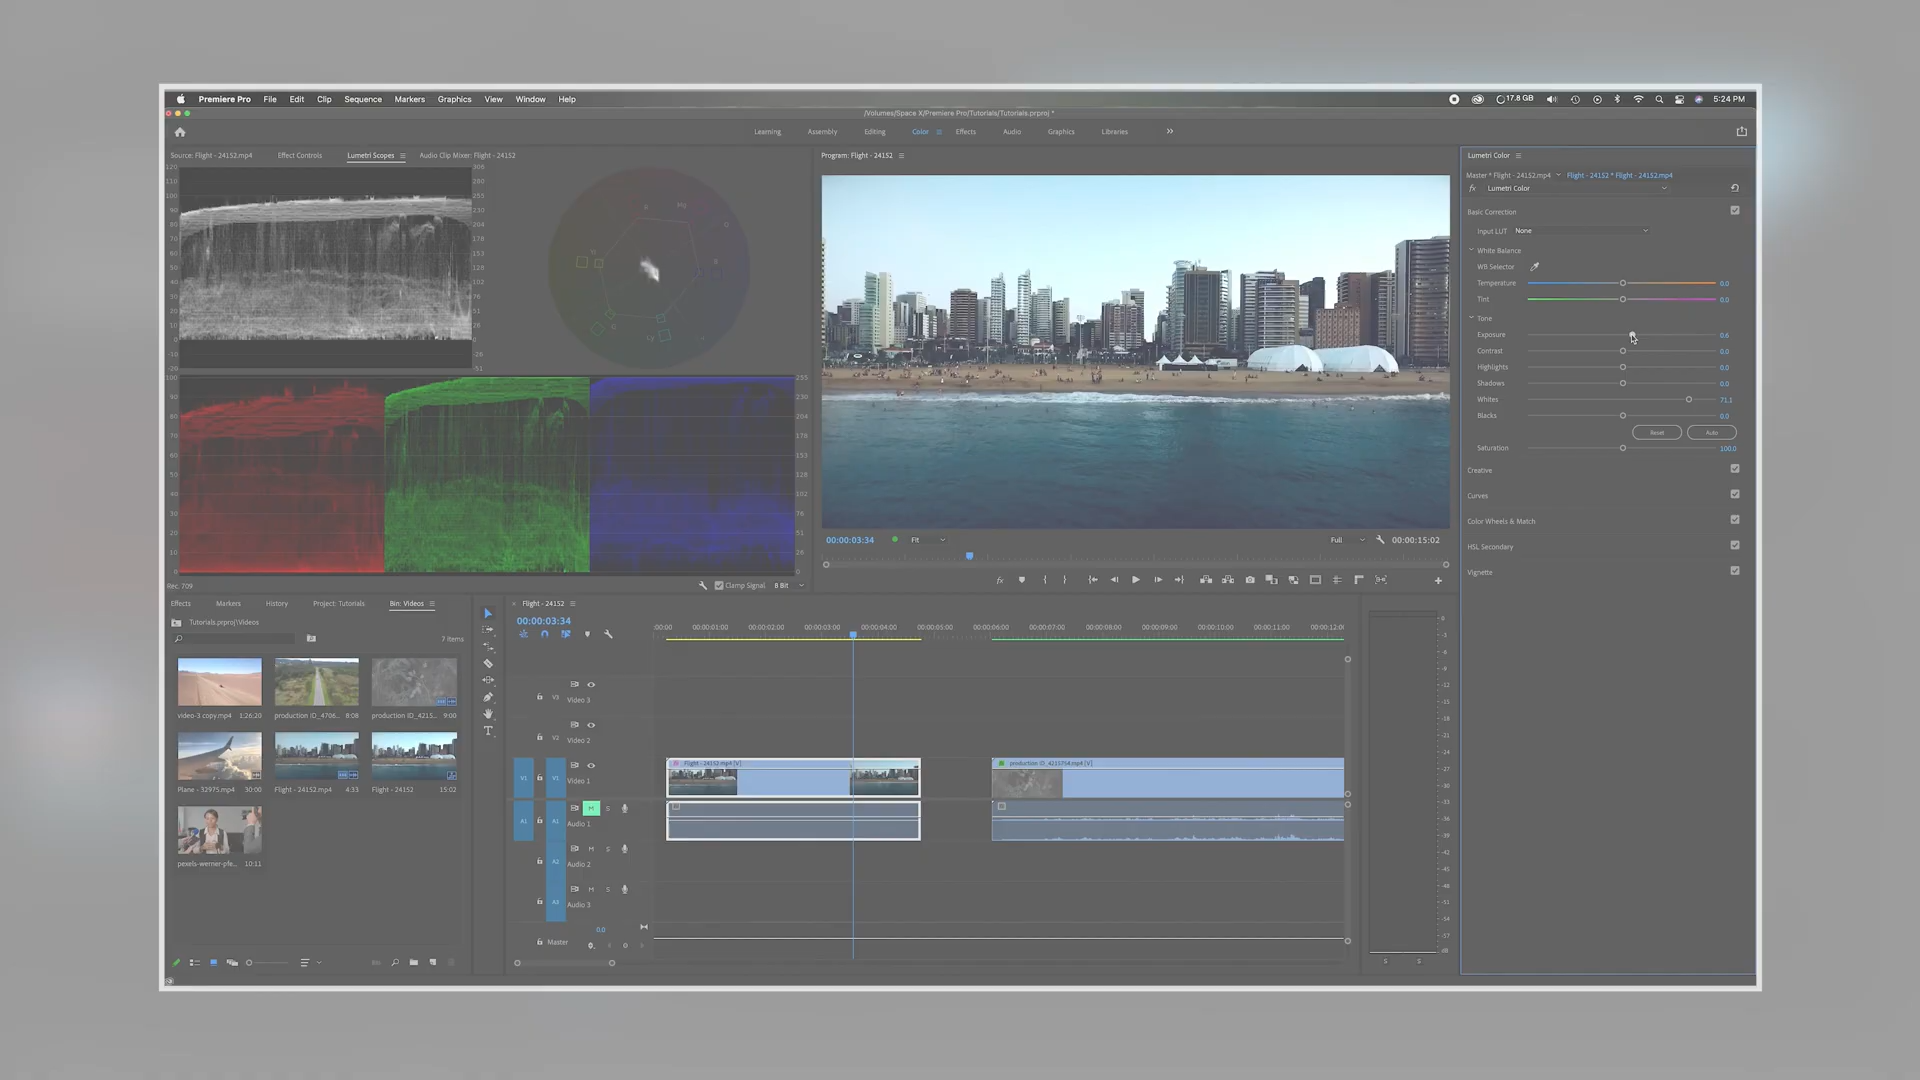 Premiere Pro File Edit Clip Sequence Markers Graphics View Window Help 17.8 GB 5:24 PM
/Volumes/Space X/Premiere Pro/Tutorials/Tutorials.prproj *
Learning Assembly Editing Color Effects Audio Graphics Libraries
Source: Flight - 24152.mp4 Effect Controls Lumetri Scopes Audio Clip Mixer: Flight - 24152
Program: Flight - 24152
Lumetri Color
Master * Flight - 24152.mp4 Flight - 24152 * Flight - 24152.mp4
fx Lumetri Color
Basic Correction
Input LUT None
White Balance
WB Selector
Temperature 0.0
Tint 0.0
Tone
Exposure 0.6
Contrast 0.0
Highlights 0.0
Shadows 0.0
Whites 71.1
Blacks 0.0
Reset Auto
Saturation 100.0
Creative
Curves
Color Wheels & Match
HSL Secondary
Vignette
00:00:03:34 Fit Full 00:00:15:02
Rec. 709 Clamp Signal 8 Bit
Effects Markers History Project: Tutorials Bin: Videos
Tutorials.prproj\Videos
7 items
video-3 copy.mp4 1:26:20 production ID_4706... 8:08 production ID_4215... 9:00
Plane - 32975.mp4 30:00 Flight - 24152.mp4 4:33 Flight - 24152 15:02
pexels-werner-pfe... 10:11
Flight - 24152
00:00:03:34
:00:00 00:00:01:00 00:00:02:00 00:00:03:00 00:00:04:00 00:00:05:00 00:00:06:00 00:00:07:00 00:00:08:00 00:00:09:00 00:00:10:00 00:00:11:00 00:00:12:00
V3 Video 3
V2 Video 2
Flight - 24152.mp4 [V] production ID_4215754.mp4 [V]
V1 V1 Video 1
M S
A1 A1 Audio 1
M S
A2 Audio 2
M S
A3 Audio 3
0.0
Master
S S